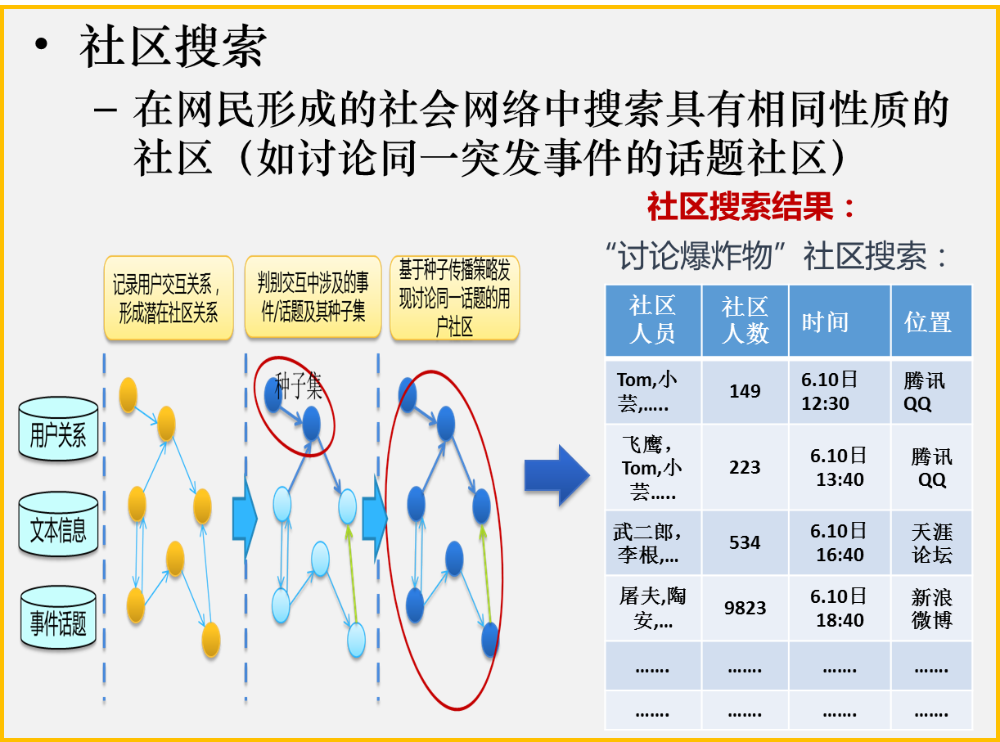 • 社区搜索
– 在网民形成的社会网络中搜索具有相同性质的
社区（如讨论同一突发事件的话题社区）
社区搜索结果：
“讨论爆炸物” 社区搜索：
记录用户交互关系，
形成潜在社区关系
判别交互中涉及的事
件/话题及其种子集
基于种子传播策略发
现讨论同一话题的用
户社区
种子集
用户关系
文本信息
事件话题
社区
人员
社区
人数
时间
位置
Tom,小
芸,…..
149
6.10日
12:30
腾讯
QQ
飞鹰，
Tom,小
芸…..
223
6.10日
13:40
腾讯
QQ
武二郎，
李根,…
534
6.10日
16:40
天涯
论坛
屠夫,陶
安,…
9823
6.10日
18:40
新浪
微博
…….
…….
…….
…….
…….
…….
…….
…….